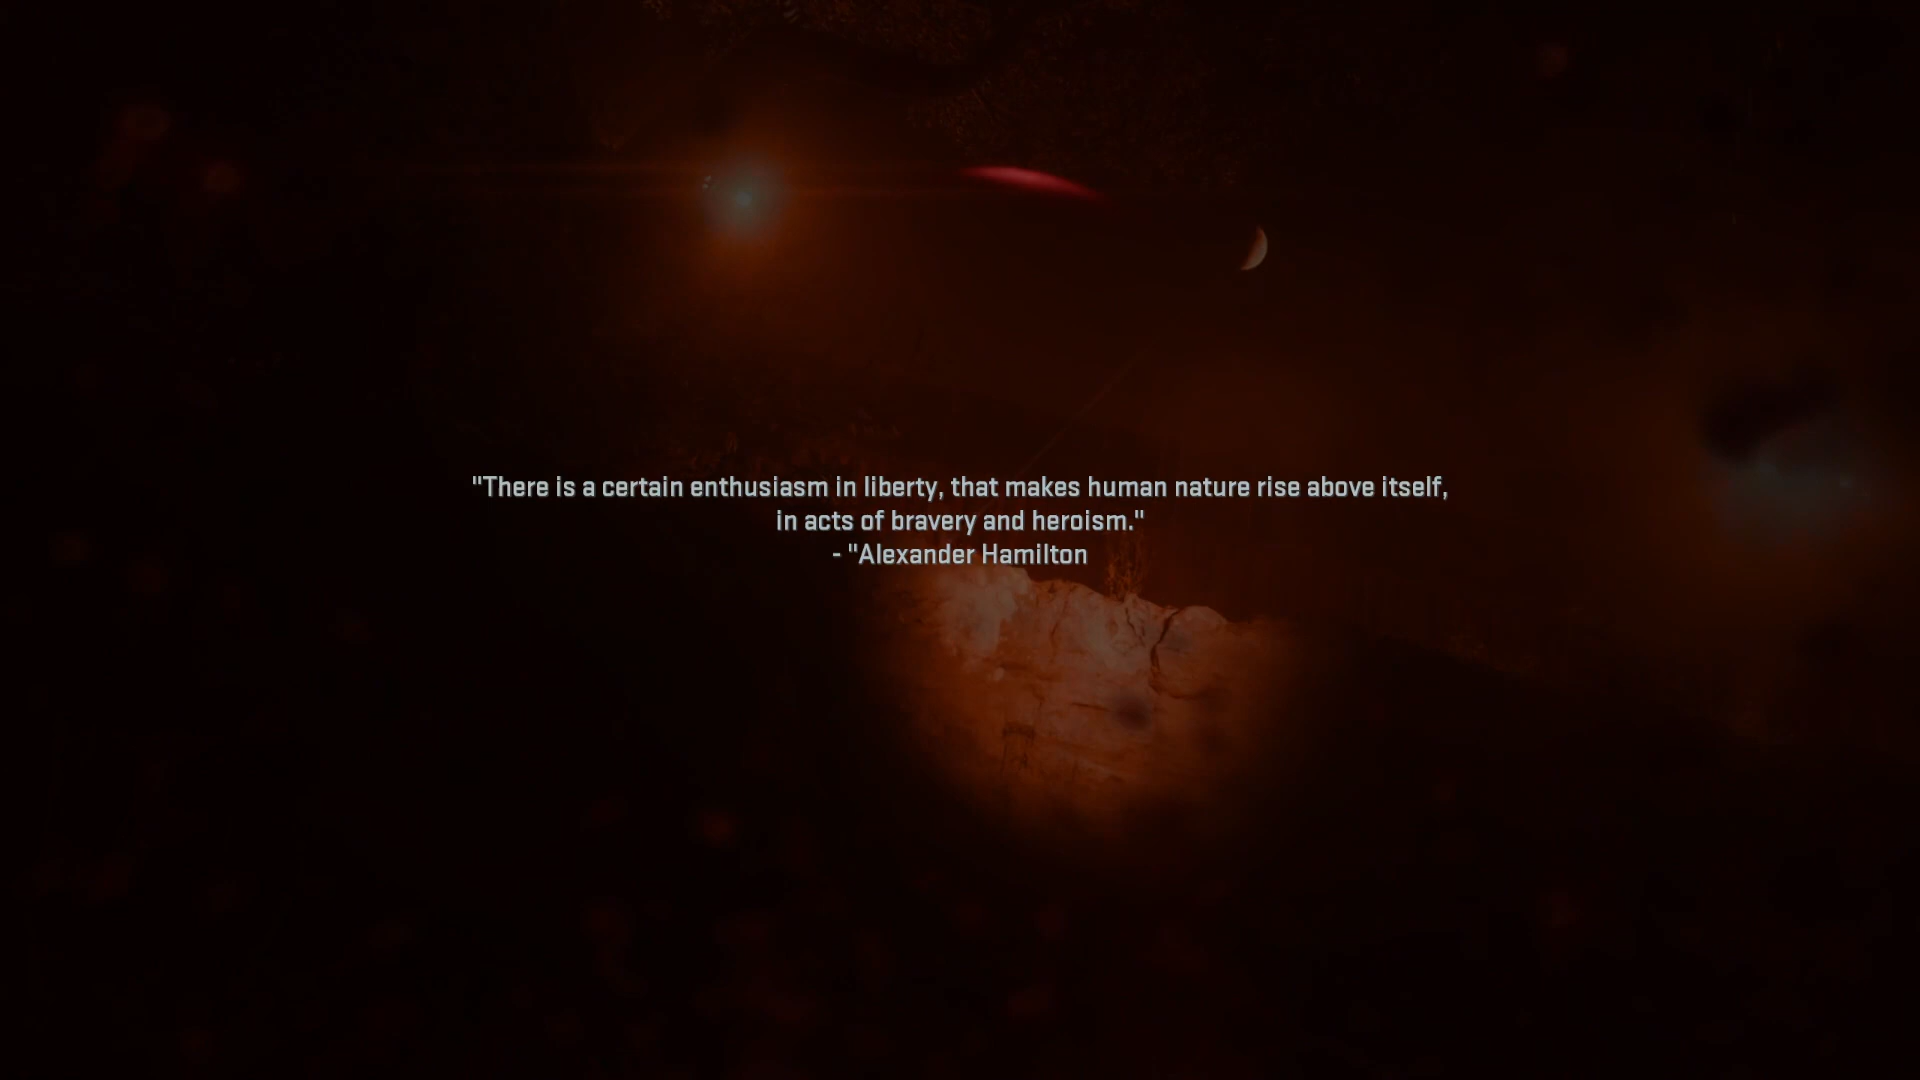 "There is a certain enthusiasm in liberty, that makes human nature rise above itself,
in acts of bravery and heroism."
- "Alexander Hamilton